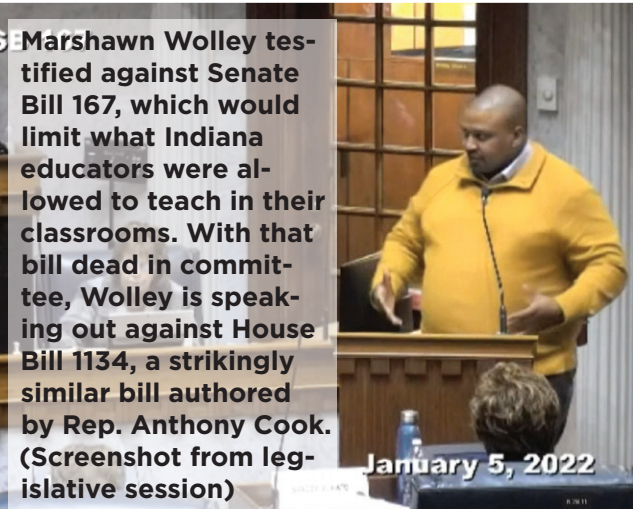 Marshawn Wolley tes-
tified against Senate
Bill 167, which would
limit what Indiana
educators were al-
lowed to teach in their
classrooms. With that
bill dead in commit-
tee, Wolley is speak-
ing out against House
Bill 1134, a strikingly
similar bill authored
by Rep. Anthony Cook.
(Screenshot from leg-
islative session)
January 5, 2022